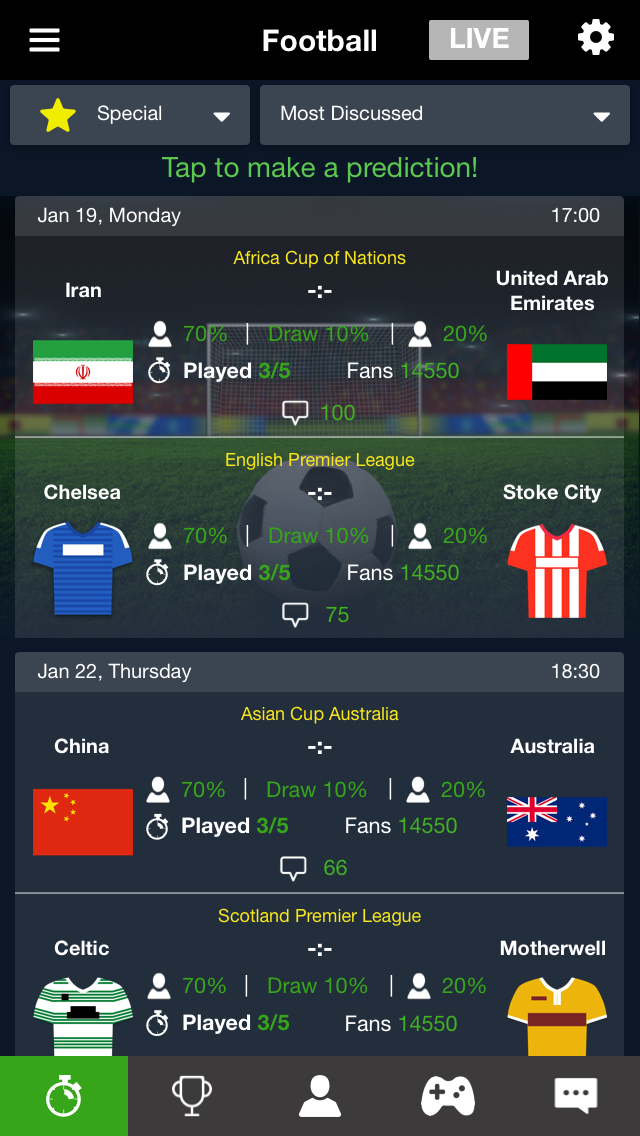 Football
LIVE
Special
Most Discussed
Tap to make a prediction!
Jan 19, Monday 17:00
Africa Cup of Nations
Iran -:- United Arab
Emirates
70% | Draw 10% | 20%
Played 3/5 Fans 14550
100
English Premier League
Chelsea -:- Stoke City
70% | Draw 10% | 20%
Played 3/5 Fans 14550
75
Jan 22, Thursday 18:30
Asian Cup Australia
China -:- Australia
70% | Draw 10% | 20%
Played 3/5 Fans 14550
66
Scotland Premier League
Celtic -:- Motherwell
70% | Draw 10% | 20%
Played 3/5 Fans 14550